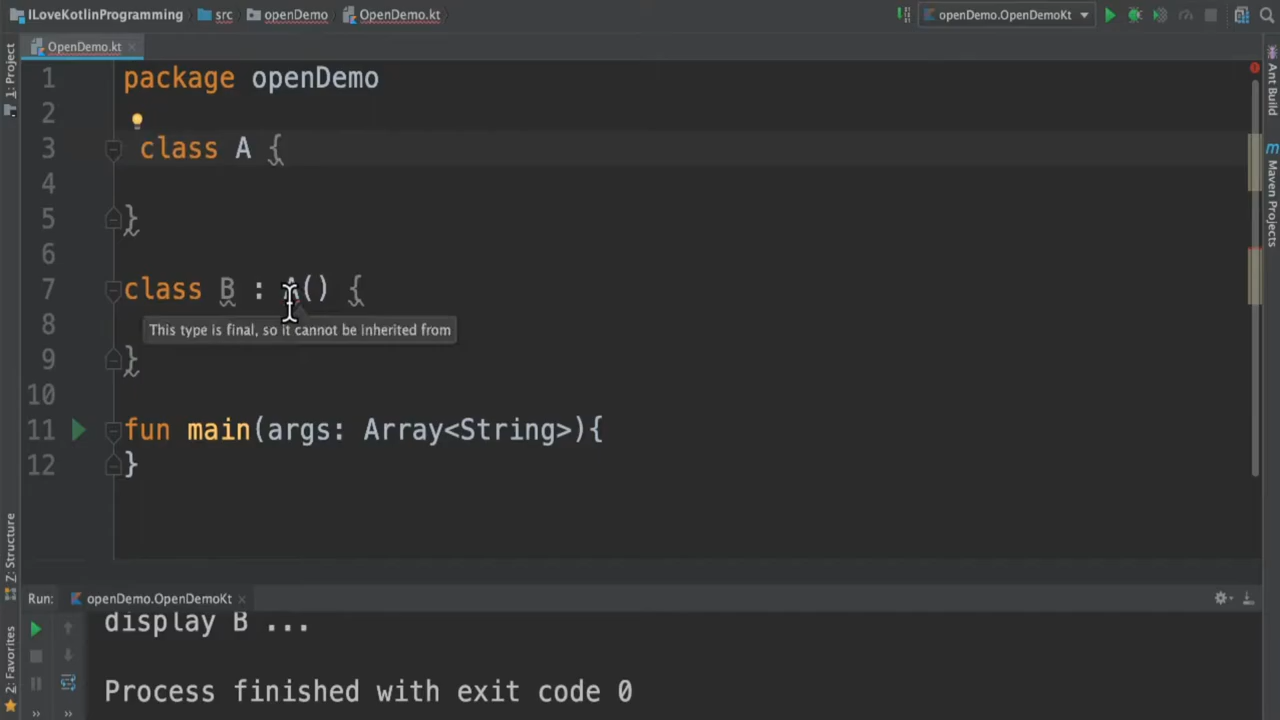 ILoveKotlinProgramming src openDemo OpenDemo.kt openDemo.OpenDemoKt
OpenDemo.kt
1: Project
Ant Build
Maven Projects
1 package openDemo
2
3 class A {
4
5 }
6
7 class B : A() {
8
This type is final, so it cannot be inherited from
9 }
10
11 fun main(args: Array<String>){
12 }
Z: Structure
2: Favorites
Run: openDemo.OpenDemoKt
display B ...
Process finished with exit code 0